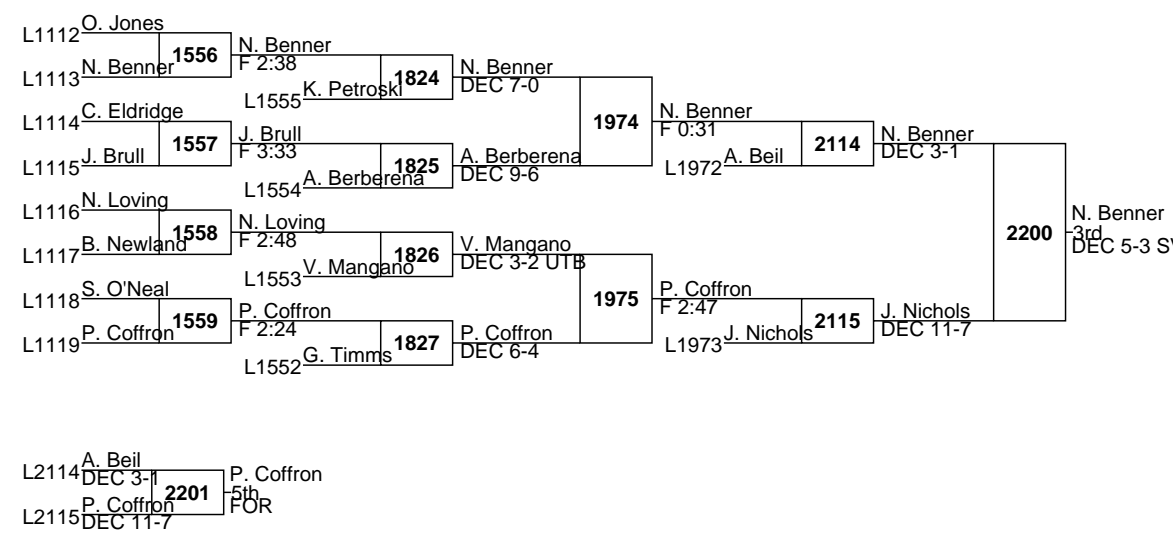 L1112 O. Jones
1556
N. Benner
F 2:38
L1113 N. Benner
1824
N. Benner
DEC 7-0
L1555 K. Petroski
L1114 C. Eldridge
1974
N. Benner
F 0:31
1557
J. Brull
F 3:33
2114
N. Benner
DEC 3-1
L1115 J. Brull
1825
A. Berberena
DEC 9-6
L1972 A. Beil
L1554 A. Berberena
L1116 N. Loving
1558
N. Loving
F 2:48
2200
N. Benner
3rd
DEC 5-3
L1117 B. Newland
1826
V. Mangano
DEC 3-2 UTB
L1553 V. Mangano
L1118 S. O'Neal
1975
P. Coffron
F 2:47
1559
P. Coffron
F 2:24
2115
J. Nichols
DEC 11-7
L1119 P. Coffron
1827
P. Coffron
DEC 6-4
L1973 J. Nichols
L1552 G. Timms
L2114 A. Beil
DEC 3-1
2201
P. Coffron
5th
FOR
L2115 P. Coffron
DEC 11-7